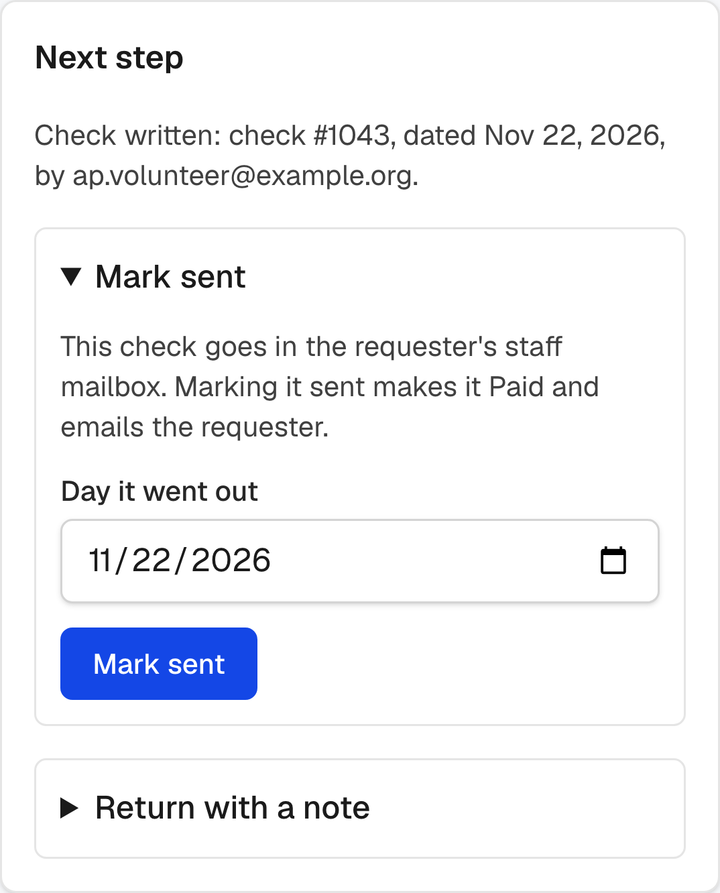 Next step
Check written: check #1043, dated Nov 22, 2026,
by ap.volunteer@example.org.
Mark sent
This check goes in the requester's staff
mailbox. Marking it sent makes it Paid and
emails the requester.
Day it went out
11/22/2026
Mark sent
Return with a note